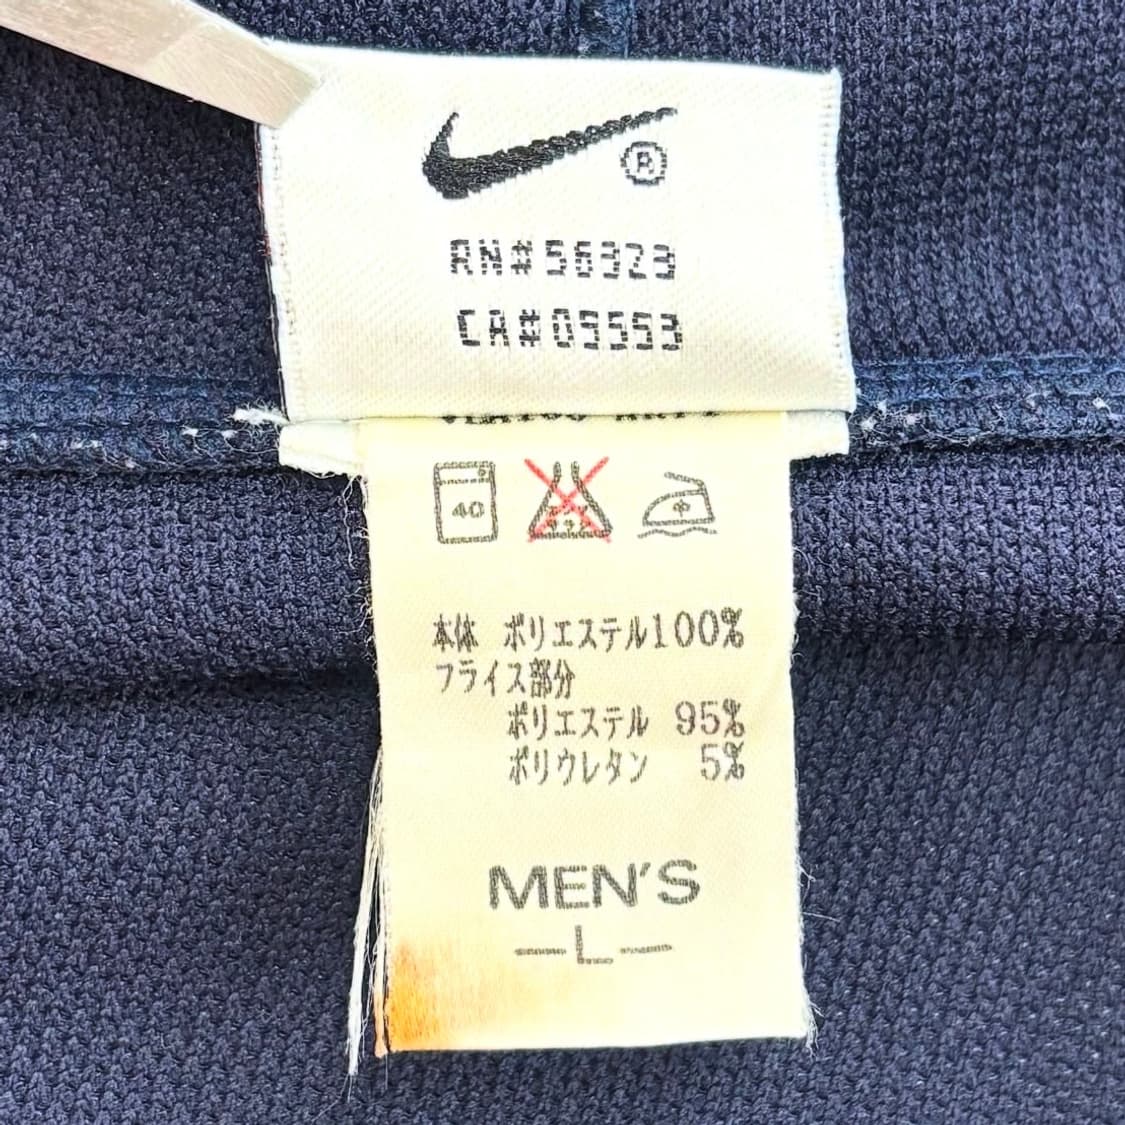 ®
RN#56323
CA#05553
40
本体 ポリエステル100%
フライス部分
ポリエステル 95%
ポリウレタン 5%
MEN'S
—L—